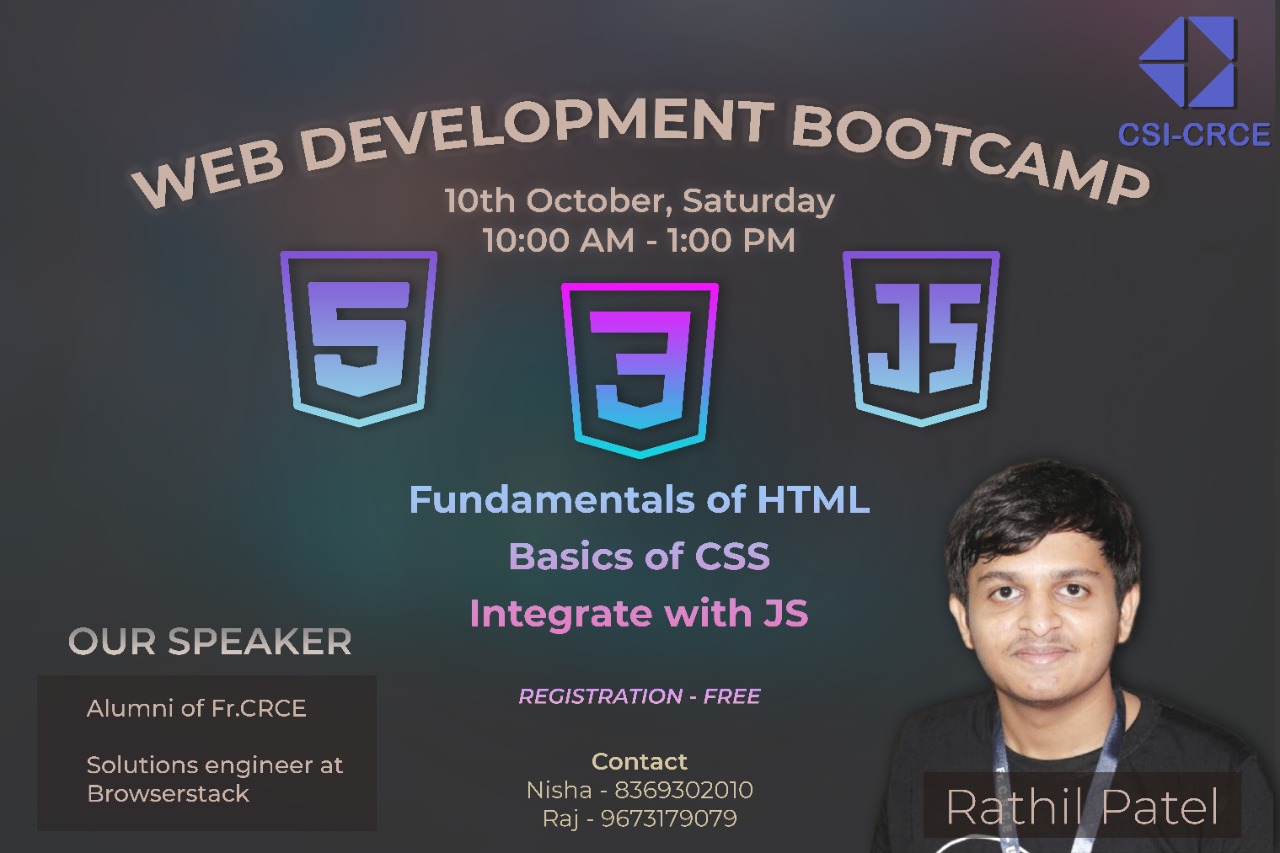 CSI-CRCE
WEB DEVELOPMENT BOOTCAMP
10th October, Saturday
10:00 AM - 1:00 PM
5
3
JS
Fundamentals of HTML
Basics of CSS
Integrate with JS
OUR SPEAKER
Alumni of Fr.CRCE
Solutions engineer at
Browserstack
REGISTRATION - FREE
Contact
Nisha - 8369302010
Raj - 9673179079
Rathil Patel